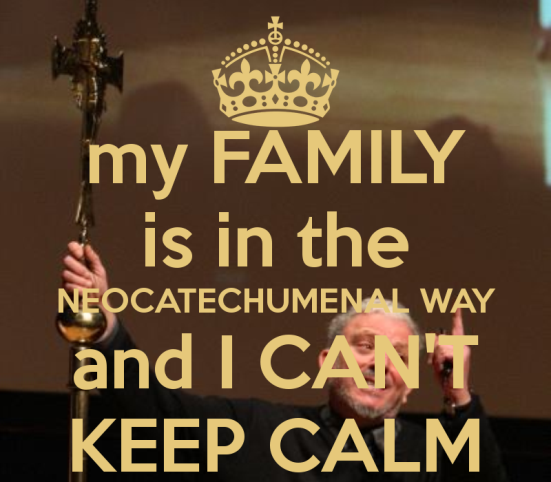 my FAMILY
is in the
NEOCATECHUMENAL WAY
and I CAN'T
KEEP CALM